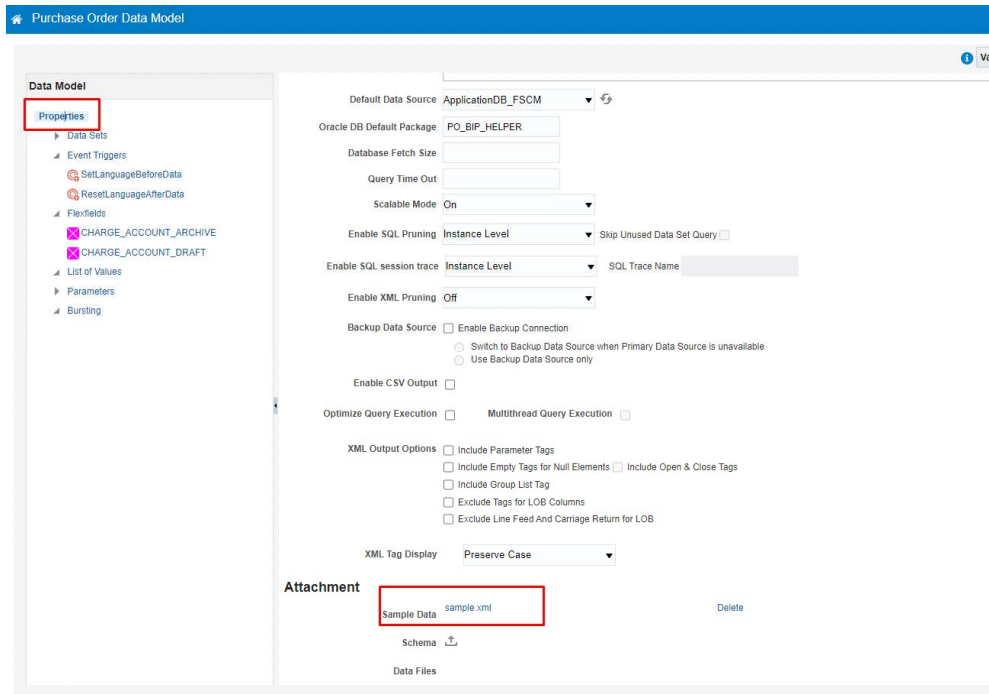 Purchase Order Data Model
Data Model
Properties
Data Sets
Event Triggers
SetLanguageBeforeData
ResetLanguageAfterData
Flexfields
CHARGE_ACCOUNT_ARCHIVE
CHARGE_ACCOUNT_DRAFT
List of Values
Parameters
Bursting
Va
Default Data Source ApplicationDB_FSCM
Oracle DB Default Package PO_BIP_HELPER
Database Fetch Size
Query Time Out
Scalable Mode On
Enable SQL Pruning Instance Level Skip Unused Data Set Query
Enable SQL session trace Instance Level SQL Trace Name
Enable XML Pruning Off
Backup Data Source Enable Backup Connection
Switch to Backup Data Source when Primary Data Source is unavailable
Use Backup Data Source only
Enable CSV Output
Optimize Query Execution Multithread Query Execution
XML Output Options Include Parameter Tags
Include Empty Tags for Null Elements Include Open & Close Tags
Include Group List Tag
Exclude Tags for LOB Columns
Exclude Line Feed And Carriage Return for LOB
XML Tag Display Preserve Case
Attachment
Sample Data sample.xml Delete
Schema
Data Files